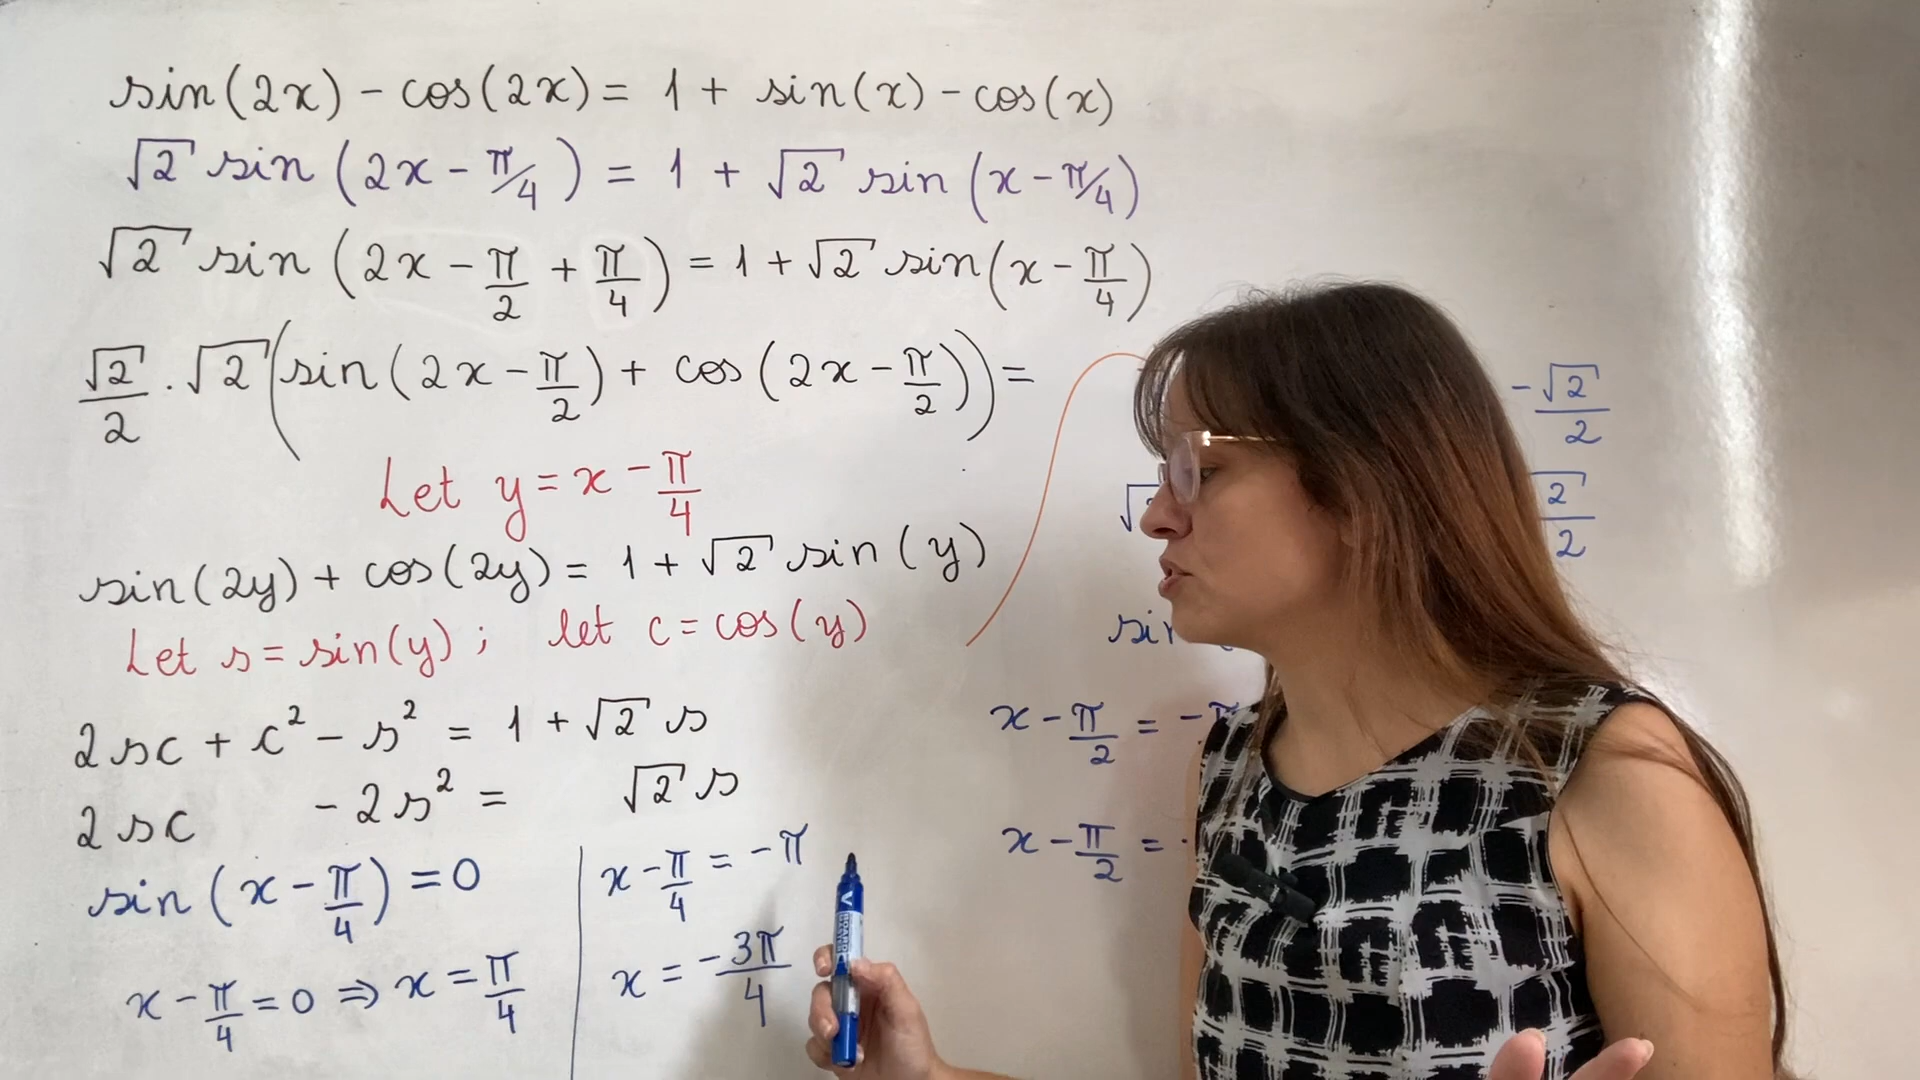 sin(2x) - cos(2x) = 1 + sin(x) - cos(x)
√2 sin(2x - π/4) = 1 + √2 sin(x - π/4)
√2 sin(2x - π/2 + π/4) = 1 + √2 sin(x - π/4)
√2/2 . √2(sin(2x - π/2) + cos(2x - π/2)) =
Let y = x - π/4
sin(2y) + cos(2y) = 1 + √2 sin(y)
Let s = sin(y); let c = cos(y)
2sc + c² - s² = 1 + √2 s
2sc - 2s² = √2 s
sin(x - π/4) = 0
x - π/4 = 0 ⇒ x = π/4
x - π/4 = -π
x = -3π/4
-√2/2
√2/2
sin
x - π/2 = -π
x - π/2 =